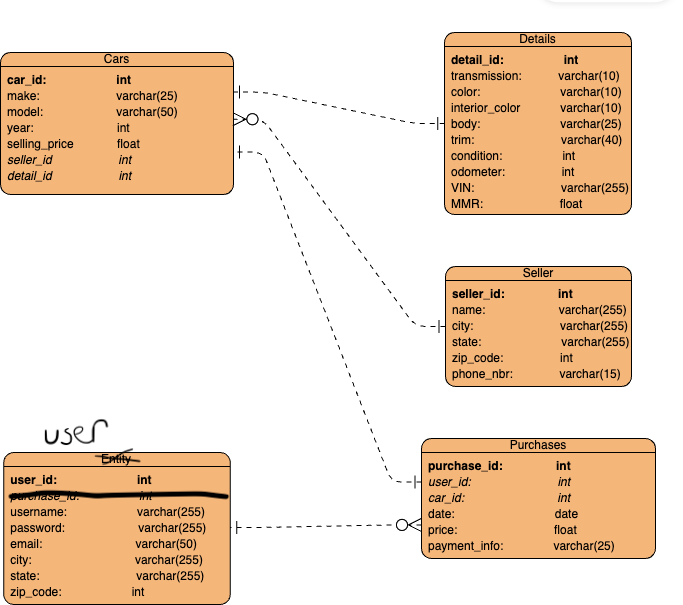 Cars
car_id: int
make: varchar(25)
model: varchar(50)
year: int
selling_price float
seller_id int
detail_id int
Details
detail_id: int
transmission: varchar(10)
color: varchar(10)
interior_color varchar(10)
body: varchar(25)
trim: varchar(40)
condition: int
odometer: int
VIN: varchar(255)
MMR: float
Seller
seller_id: int
name: varchar(255)
city: varchar(255)
state: varchar(255)
zip_code: int
phone_nbr: varchar(15)
user
Entity
user_id: int
purchase_id: int
username: varchar(255)
password: varchar(255)
email: varchar(50)
city: varchar(255)
state: varchar(255)
zip_code: int
Purchases
purchase_id: int
user_id: int
car_id: int
date: date
price: float
payment_info: varchar(25)